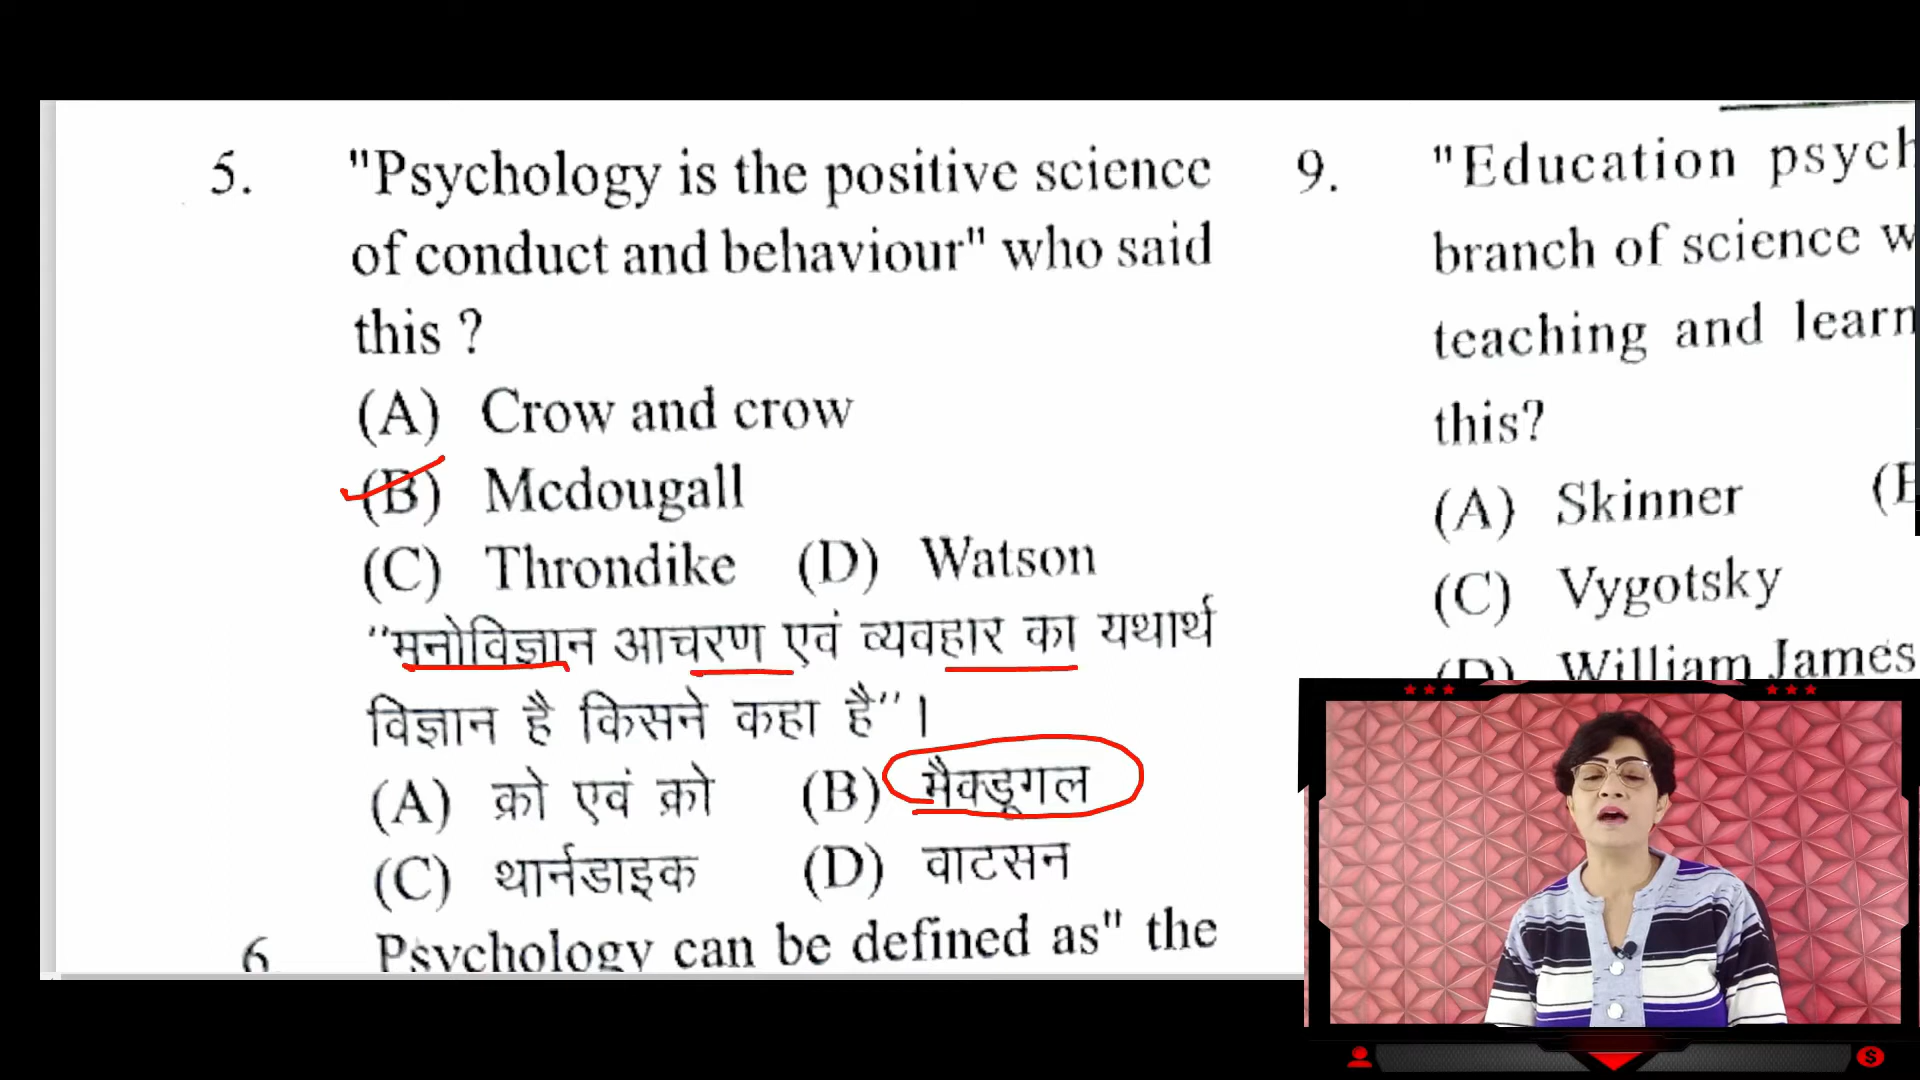 5. "Psychology is the positive science
of conduct and behaviour" who said
this ?
(A) Crow and crow
(B) Mcdougall
(C) Throndike (D) Watson
"मनोविज्ञान आचरण एवं व्यवहार का यथार्थ
विज्ञान है किसने कहा है"।
(A) क्रो एवं क्रो (B) मैक्डूगल
(C) थार्नडाइक (D) वाटसन
6 Psychology can be defined as" the
9. "Education psych
branch of science w
teaching and learn
this?
(A) Skinner
(C) Vygotsky
(D) William James